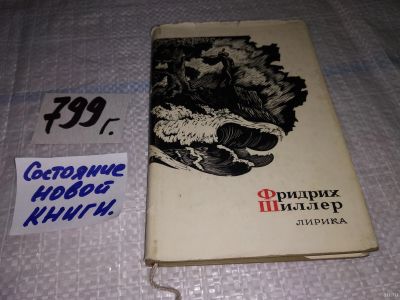 799 г.
Состояние
новой
книги.
Фридрих
Шиллер
ЛИРИКА